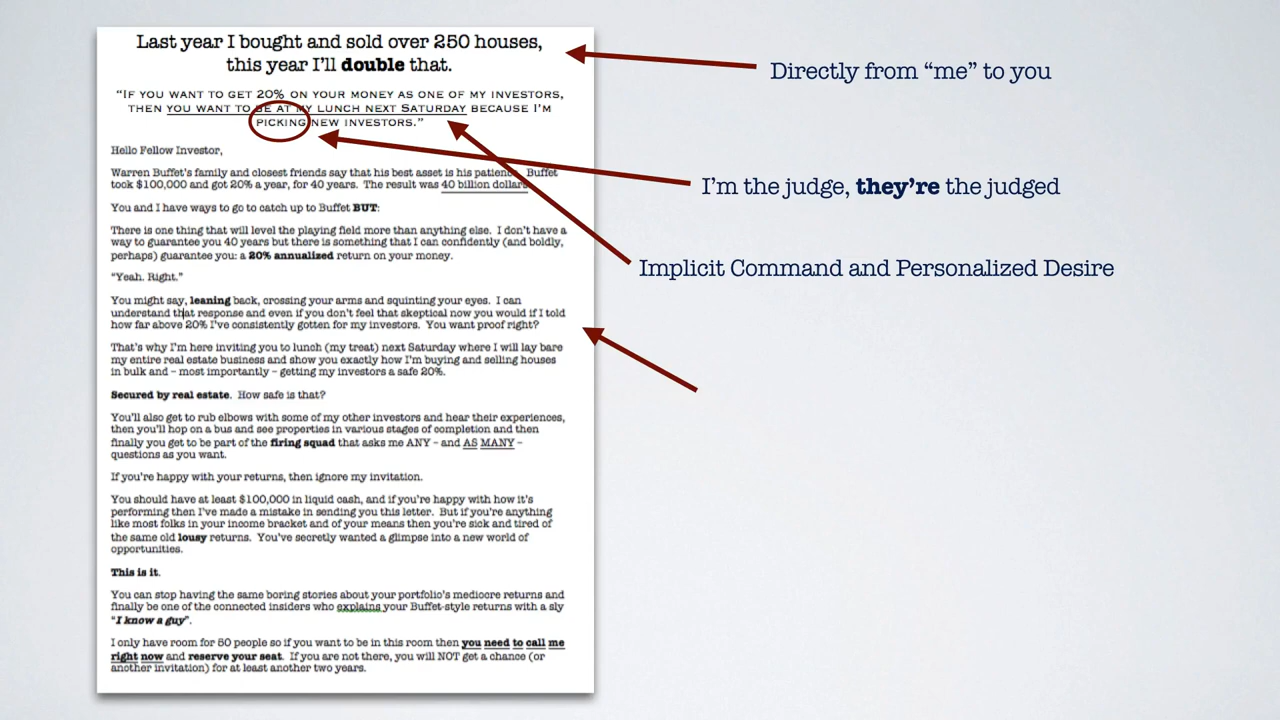 Last year I bought and sold over 250 houses,
this year I'll double that.
"IF YOU WANT TO GET 20% ON YOUR MONEY AS ONE OF MY INVESTORS,
THEN YOU WANT TO BE AT MY LUNCH NEXT SATURDAY BECAUSE I'M
PICKING NEW INVESTORS."
Hello Fellow Investor,
Warren Buffet's family and closest friends say that his best asset is his patience. Buffet
took $100,000 and got 20% a year, for 40 years. The result was 40 billion dollars.
You and I have ways to go to catch up to Buffet BUT:
There is one thing that will level the playing field more than anything else. I don't have a
way to guarantee you 40 years but there is something that I can confidently (and boldly,
perhaps) guarantee you: a 20% annualized return on your money.
"Yeah. Right."
You might say, leaning back, crossing your arms and squinting your eyes. I can
understand that response and even if you don't feel that skeptical now you would if I told
how far above 20% I've consistently gotten for my investors. You want proof right?
That's why I'm here inviting you to lunch (my treat) next Saturday where I will lay bare
my entire real estate business and show you exactly how I'm buying and selling houses
in bulk and – most importantly – getting my investors a safe 20%.
Secured by real estate. How safe is that?
You'll also get to rub elbows with some of my other investors and hear their experiences,
then you'll hop on a bus and see properties in various stages of completion and then
finally you get to be part of the firing squad that asks me ANY – and AS MANY –
questions as you want.
If you're happy with your returns, then ignore my invitation.
You should have at least $100,000 in liquid cash, and if you're happy with how it's
performing then I've made a mistake in sending you this letter. But if you're anything
like most folks in your income bracket and of your means then you're sick and tired of
the same old lousy returns. You've secretly wanted a glimpse into a new world of
opportunities.
This is it.
You can stop having the same boring stories about your portfolio's mediocre returns and
finally be one of the connected insiders who explains your Buffet-style returns with a sly
"I know a guy".
I only have room for 50 people so if you want to be in this room then you need to call me
right now and reserve your seat. If you are not there, you will NOT get a chance (or
another invitation) for at least another two years.
Directly from "me" to you
I'm the judge, they're the judged
Implicit Command and Personalized Desire